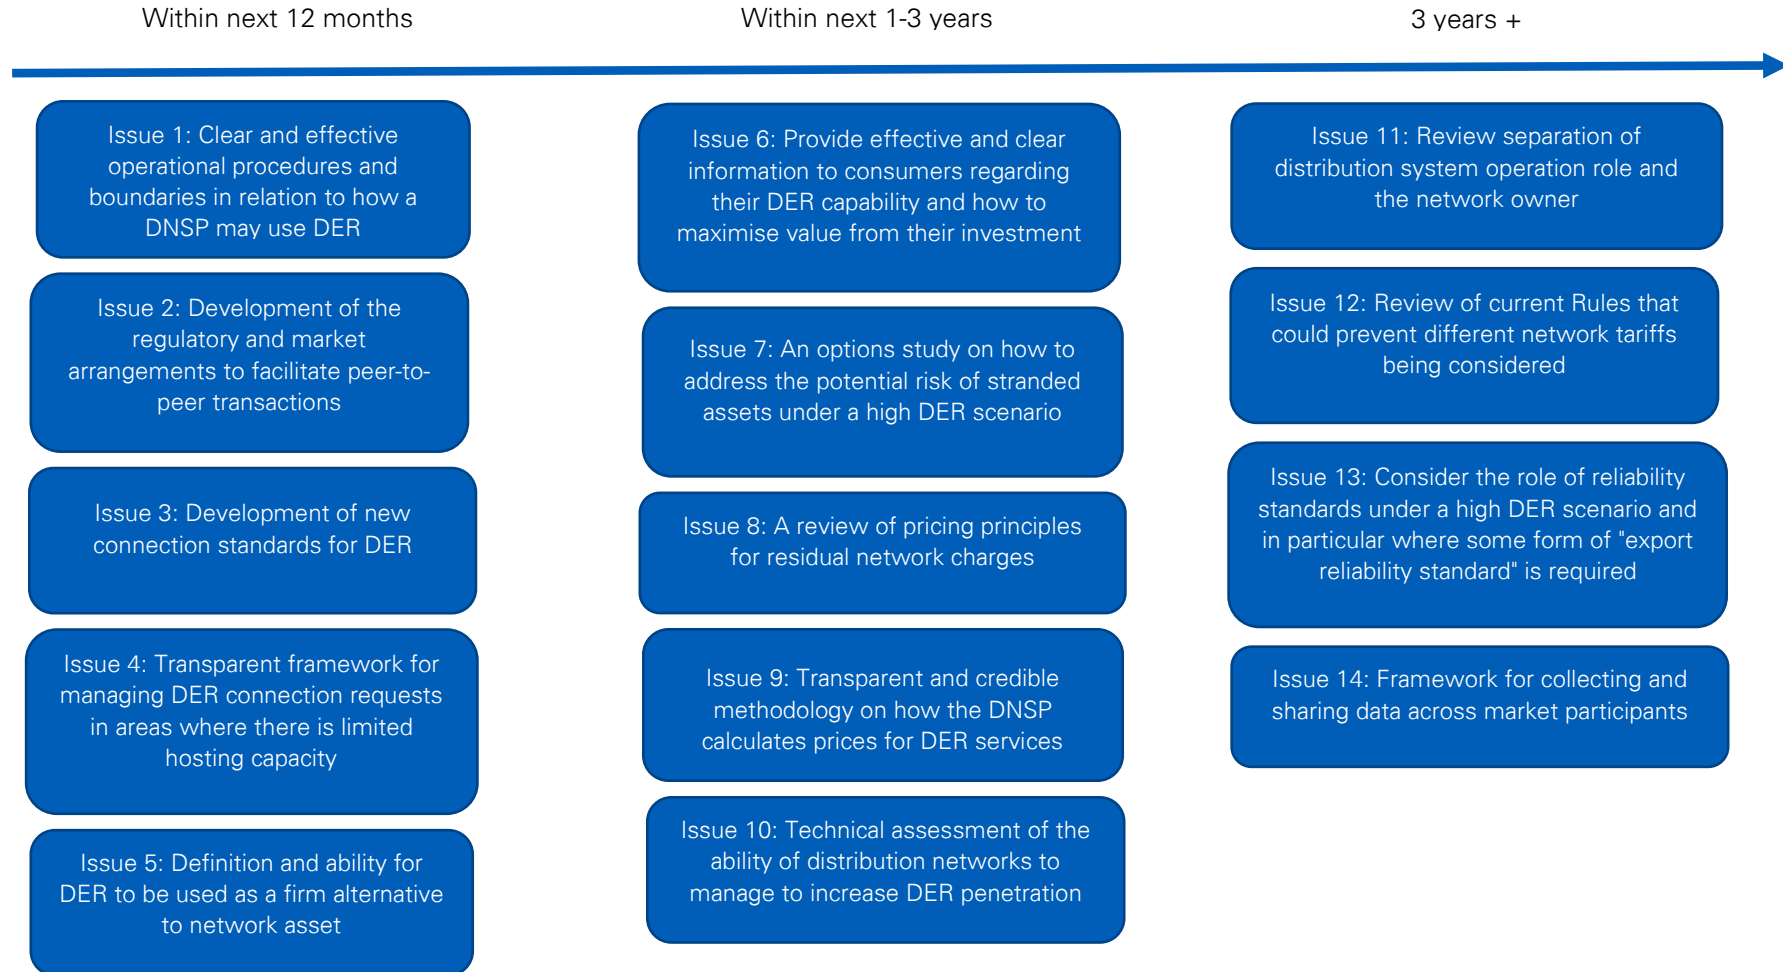 Within next 12 months
Within next 1-3 years
3 years +
Issue 1: Clear and effective
operational procedures and
boundaries in relation to how a
DNSP may use DER
Issue 2: Development of the
regulatory and market
arrangements to facilitate peer-to-
peer transactions
Issue 3: Development of new
connection standards for DER
Issue 4: Transparent framework for
managing DER connection requests
in areas where there is limited
hosting capacity
Issue 5: Definition and ability for
DER to be used as a firm alternative
to network asset
Issue 6: Provide effective and clear
information to consumers regarding
their DER capability and how to
maximise value from their investment
Issue 7: An options study on how to
address the potential risk of stranded
assets under a high DER scenario
Issue 8: A review of pricing principles
for residual network charges
Issue 9: Transparent and credible
methodology on how the DNSP
calculates prices for DER services
Issue 10: Technical assessment of the
ability of distribution networks to
manage to increase DER penetration
Issue 11: Review separation of
distribution system operation role and
the network owner
Issue 12: Review of current Rules that
could prevent different network tariffs
being considered
Issue 13: Consider the role of reliability
standards under a high DER scenario and
in particular where some form of "export
reliability standard" is required
Issue 14: Framework for collecting and
sharing data across market participants